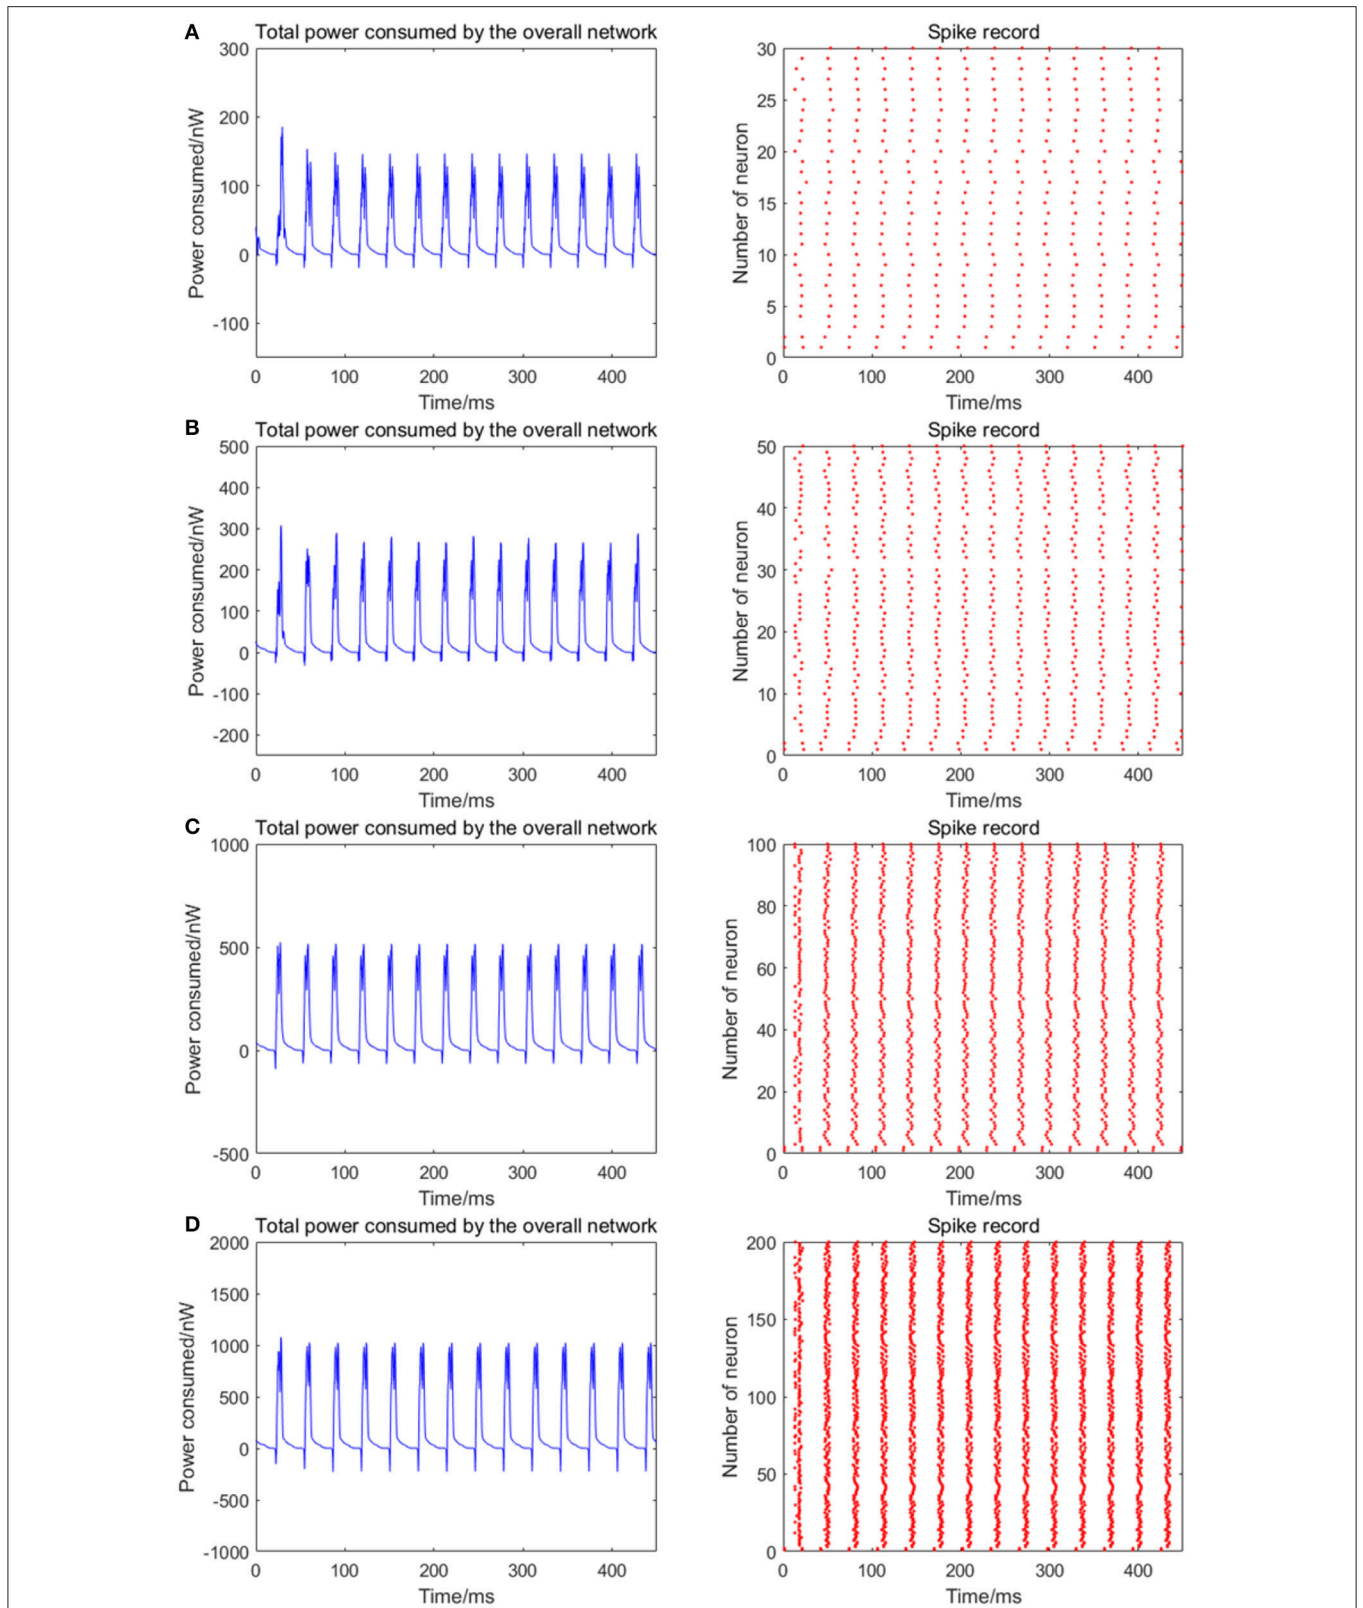 A Total power consumed by the overall network
Spike record
300
200
100
0
-100
Power consumed/nW
0 100 200 300 400
Time/ms
30
25
20
15
10
5
0
Number of neuron
0 100 200 300 400
Time/ms
B Total power consumed by the overall network
Spike record
500
400
300
200
100
0
-100
-200
Power consumed/nW
0 100 200 300 400
Time/ms
50
40
30
20
10
0
Number of neuron
0 100 200 300 400
Time/ms
C Total power consumed by the overall network
Spike record
1000
500
0
-500
Power consumed/nW
0 100 200 300 400
Time/ms
100
80
60
40
20
0
Number of neuron
0 100 200 300 400
Time/ms
D Total power consumed by the overall network
Spike record
2000
1500
1000
500
0
-500
-1000
Power consumed/nW
0 100 200 300 400
Time/ms
200
150
100
50
0
Number of neuron
0 100 200 300 400
Time/ms